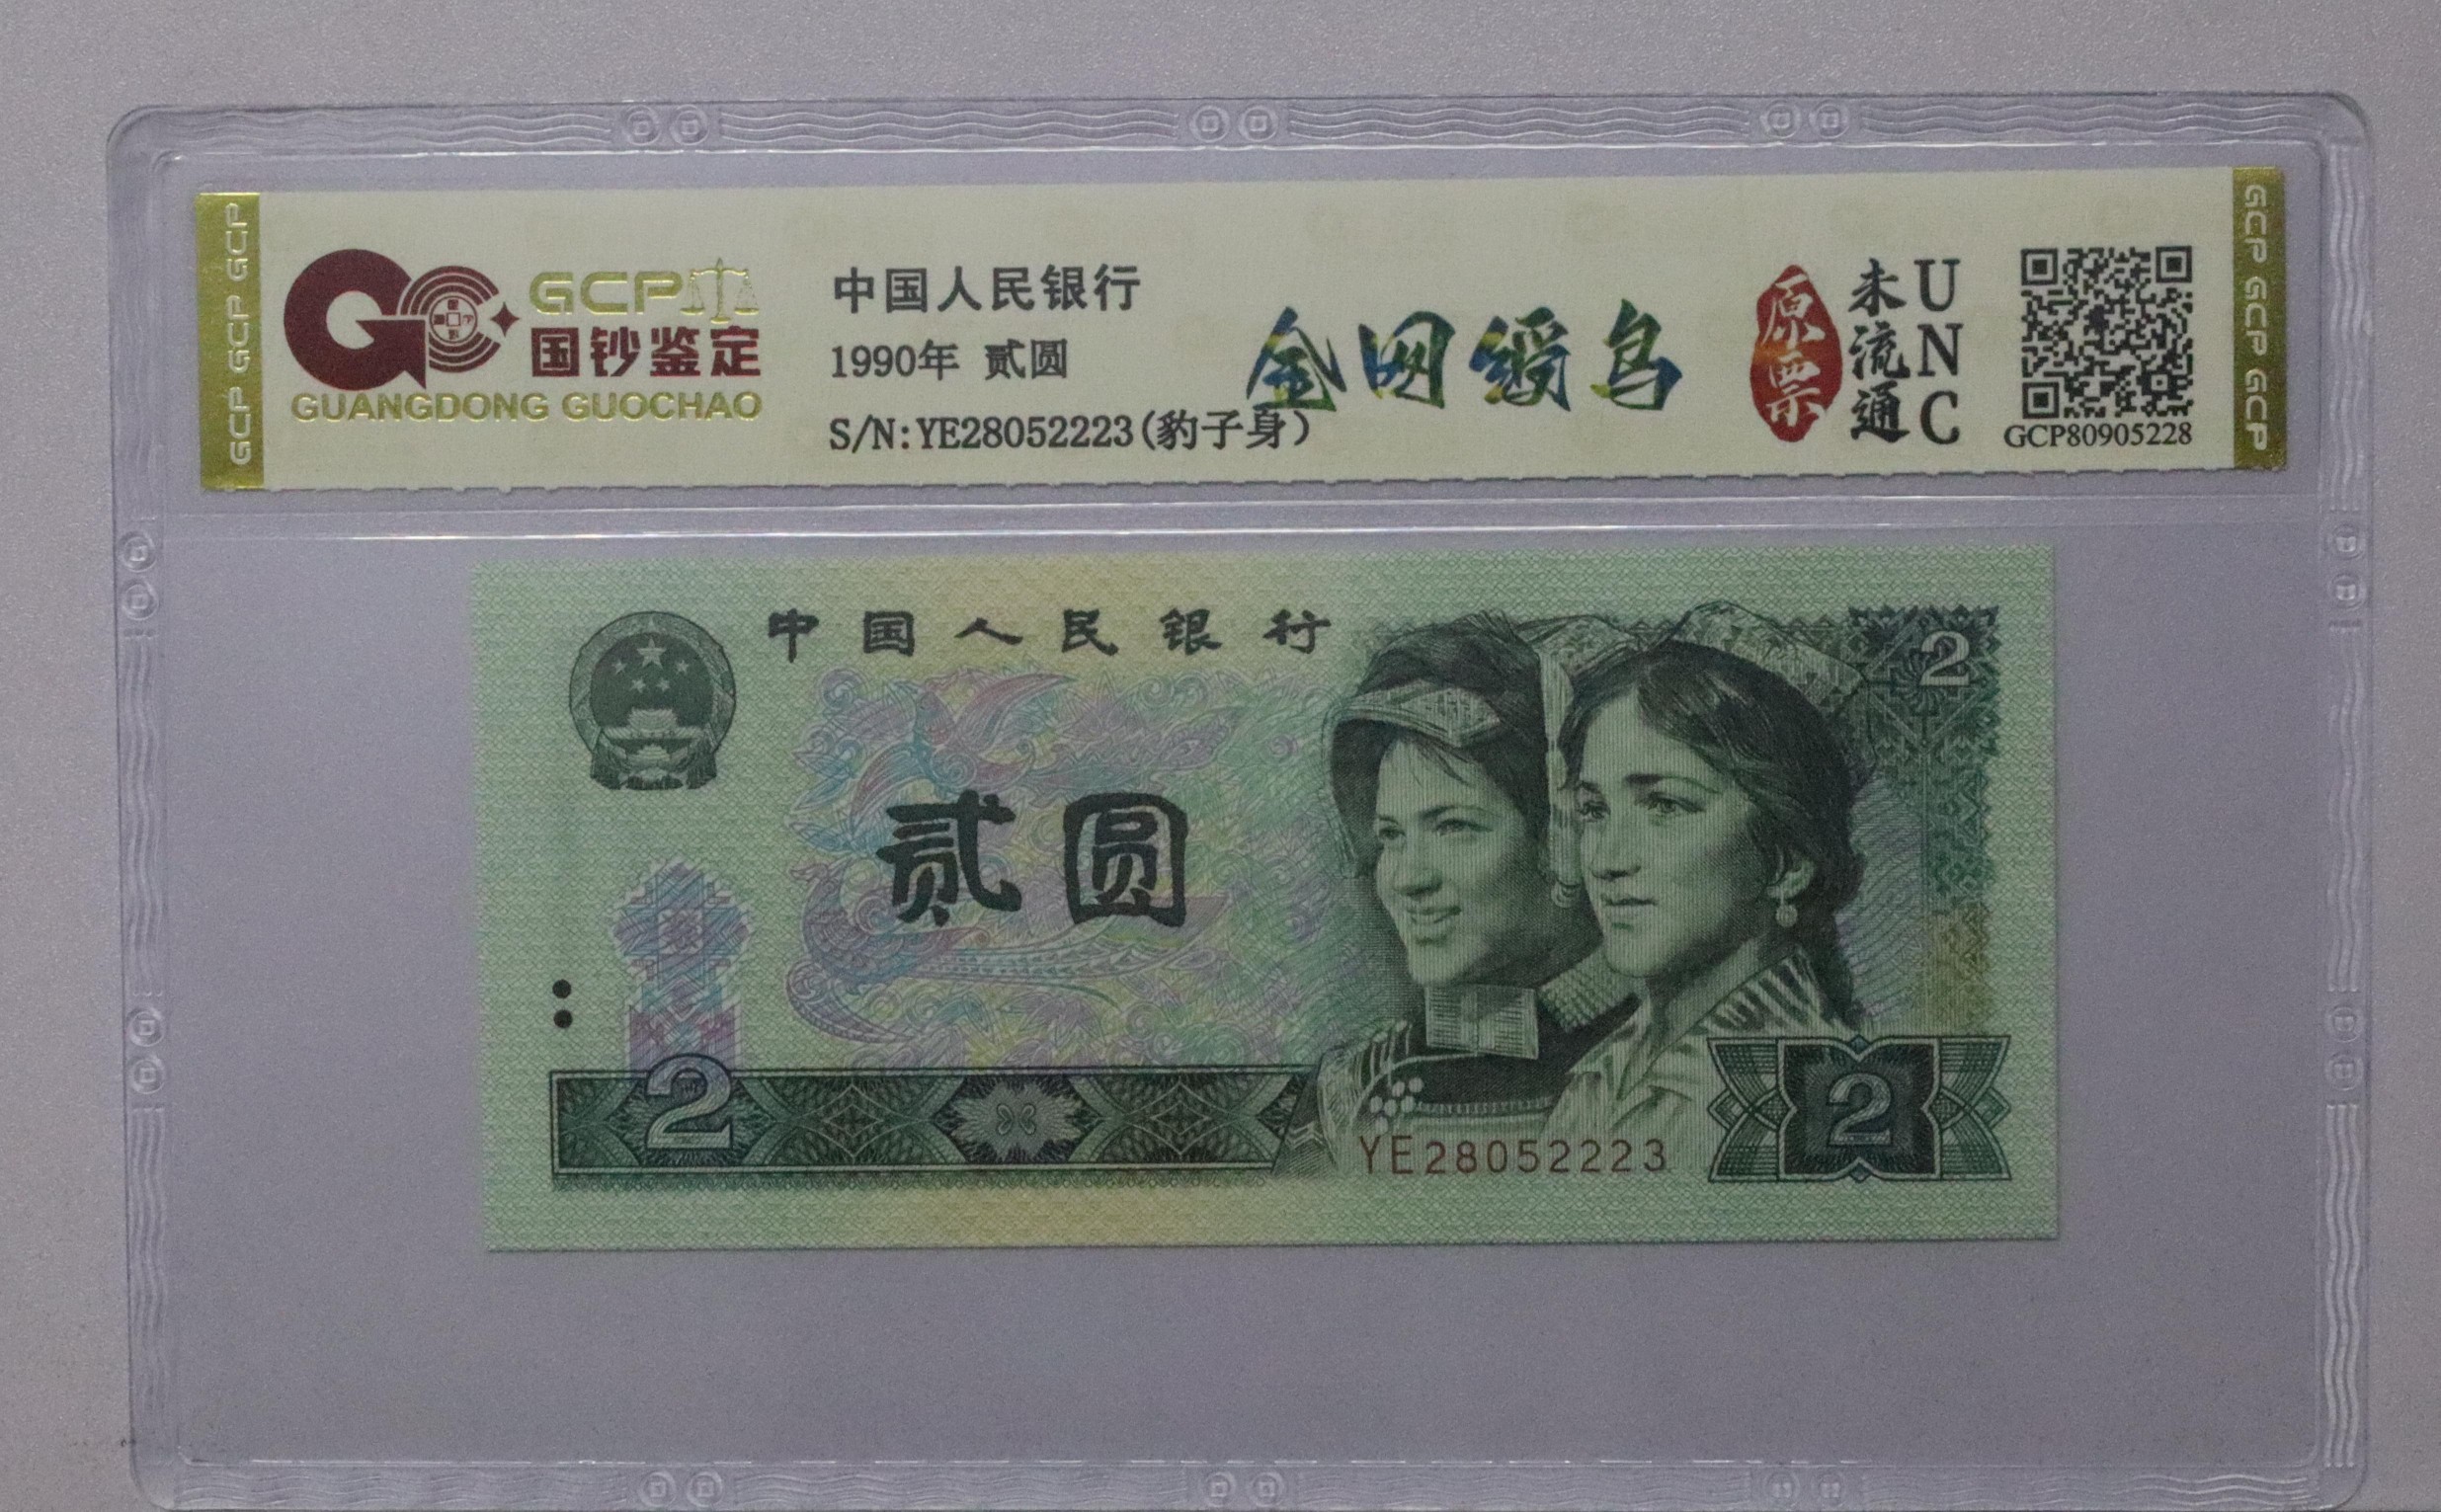 GCP GCP GCP
GCP
国钞鉴定
GUANGDONG GUOCHAO
中国人民银行
1990年 贰圆
S/N:YE28052223(豹子身)
金网绶鸟
原票
未流通
UNC
GCP80905228
GCP GCP GCP
中国人民银行
2
贰圆
2
YE28052223
2